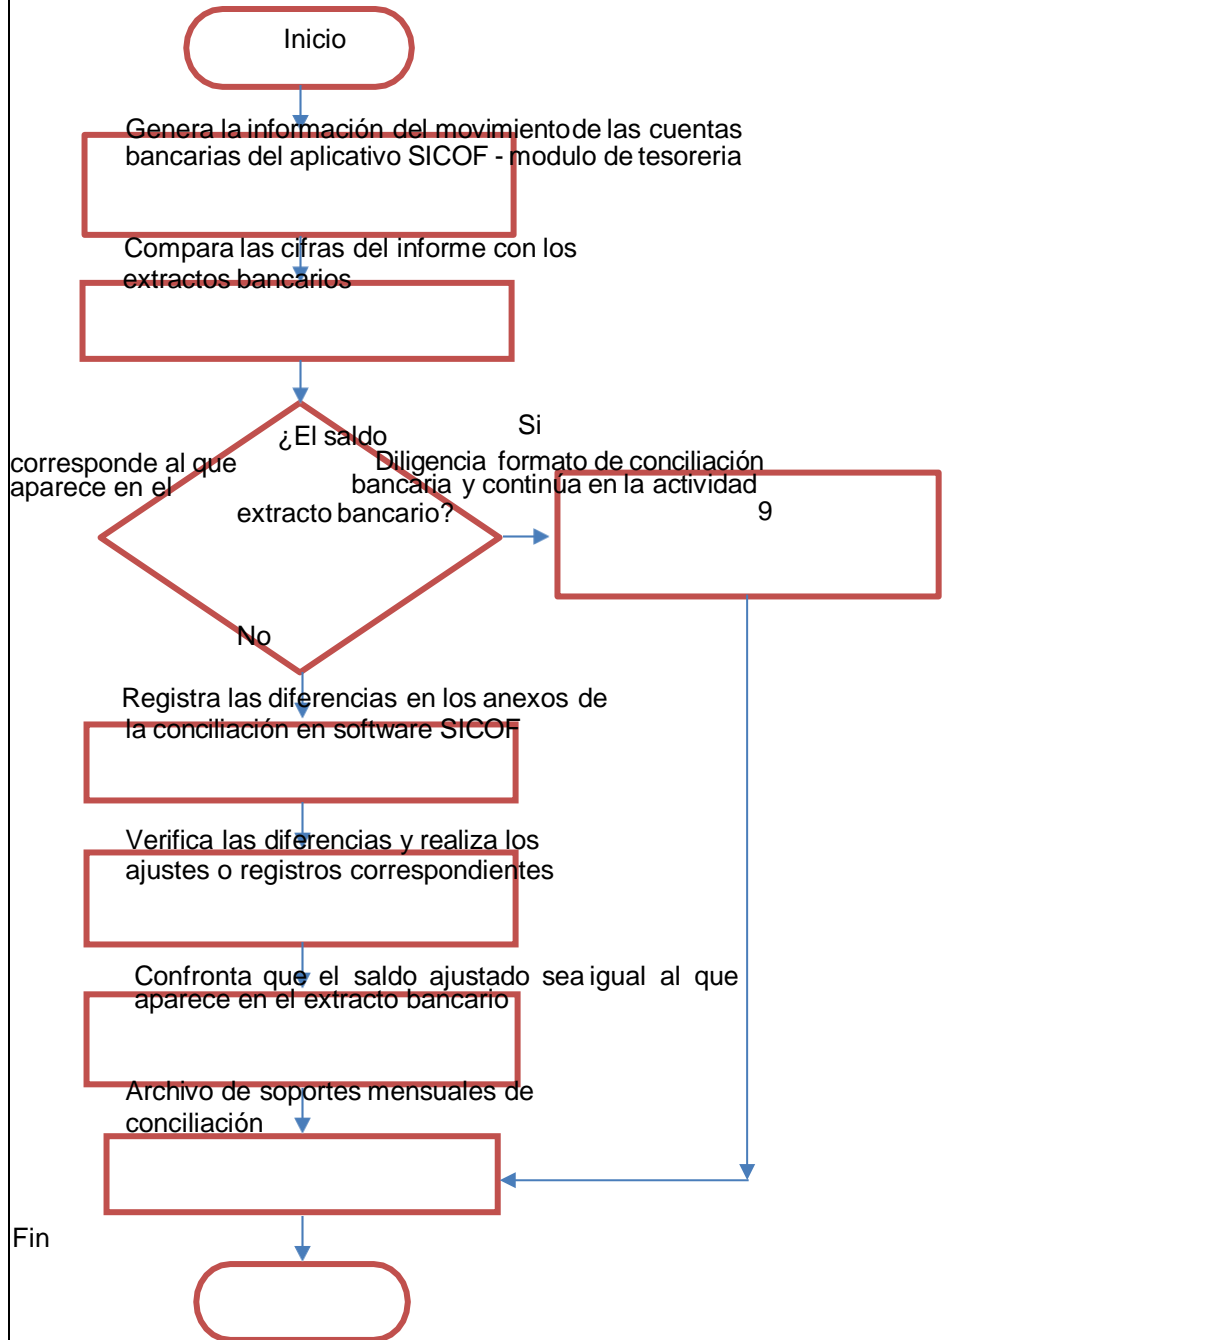 Inicio
Genera la información del movimiento de las cuentas
bancarias del aplicativo SICOF - modulo de tesoreria
Compara las cifras del informe con los
extractos bancarios
¿El saldo
corresponde al que
aparece en el
extracto bancario?
Si
Diligencia formato de conciliación
bancaria y continúa en la actividad
9
No
Registra las diferencias en los anexos de
la conciliación en software SICOF
Verifica las diferencias y realiza los
ajustes o registros correspondientes
Confronta que el saldo ajustado sea igual al que
aparece en el extracto bancario
Archivo de soportes mensuales de
conciliación
Fin